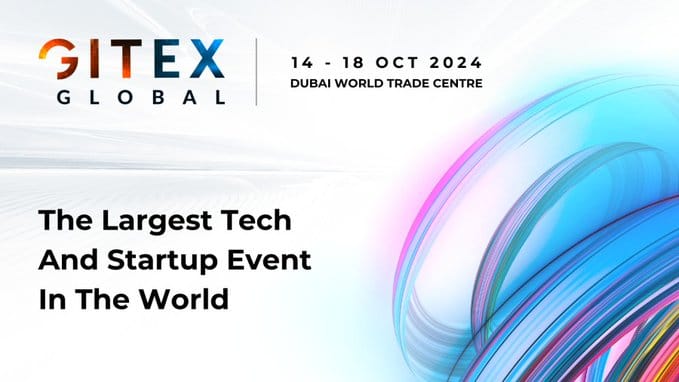 GITEX
GLOBAL
14 - 18 OCT 2024
DUBAI WORLD TRADE CENTRE
The Largest Tech
And Startup Event
In The World